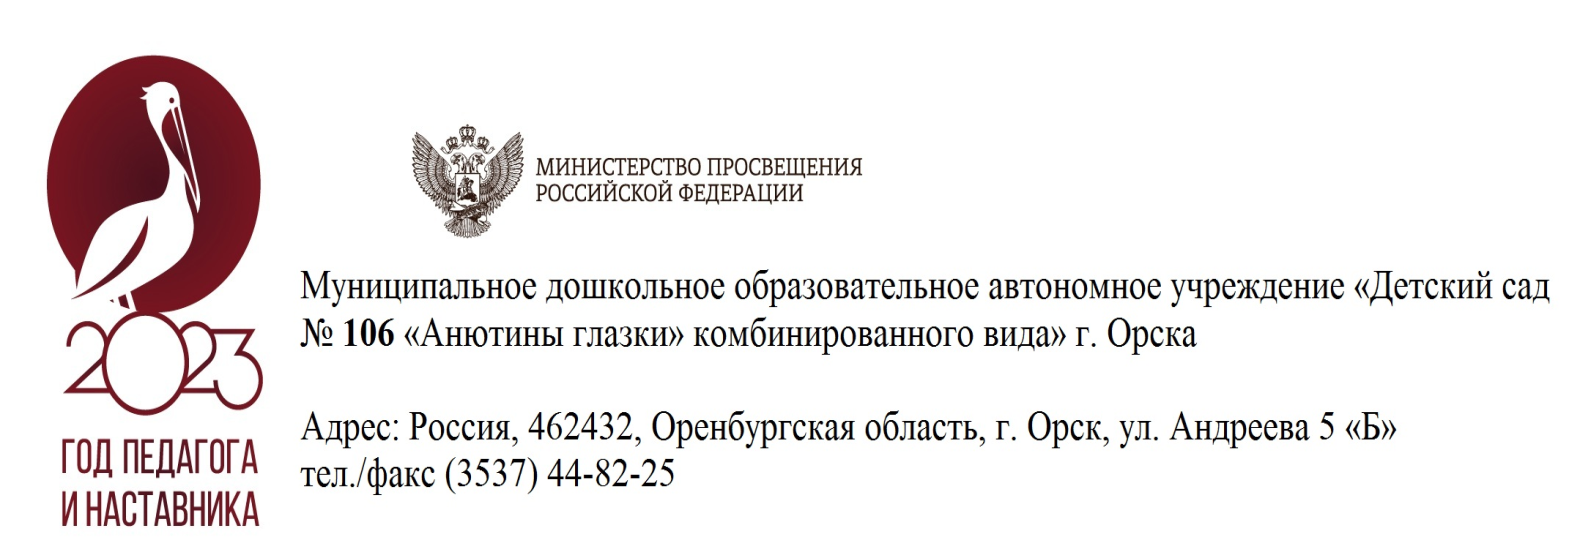 2023
ГОД ПЕДАГОГА
И НАСТАВНИКА
МИНИСТЕРСТВО ПРОСВЕЩЕНИЯ
РОССИЙСКОЙ ФЕДЕРАЦИИ
Муниципальное дошкольное образовательное автономное учреждение «Детский сад
№ 106 «Анютины глазки» комбинированного вида» г. Орска
Адрес: Россия, 462432, Оренбургская область, г. Орск, ул. Андреева 5 «Б»
тел./факс (3537) 44-82-25